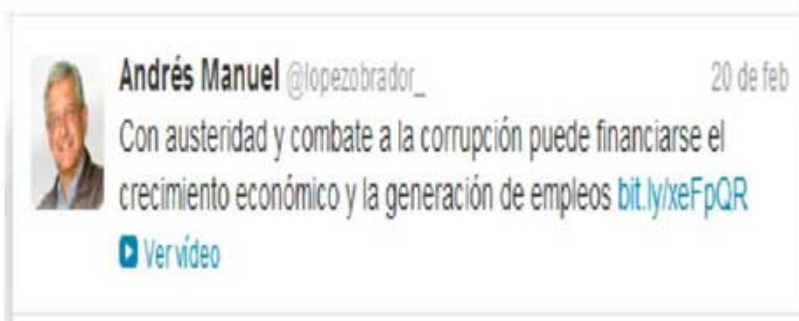 Andrés Manuel @lopezobrador_ 20 de feb
Con austeridad y combate a la corrupción puede financiarse el
crecimiento económico y la generación de empleos bit.ly/xeFpQR
Ver vídeo